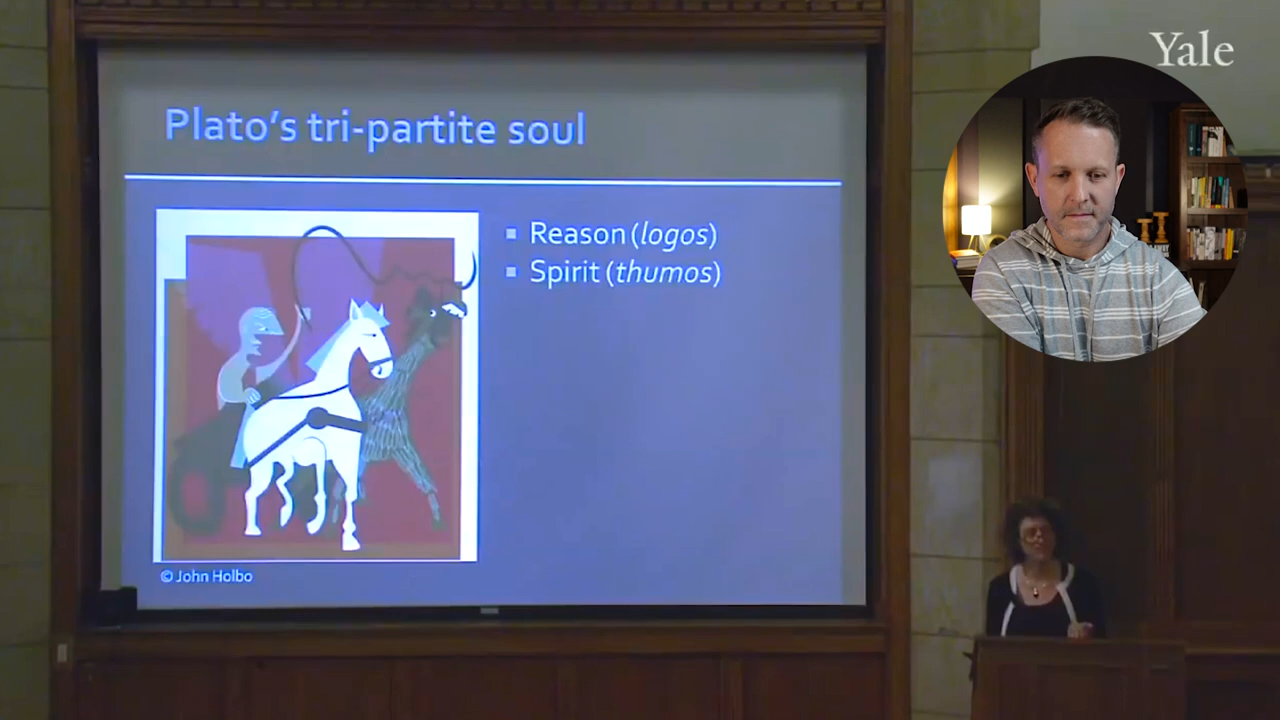 Yale
Plato's tri-partite soul
▪ Reason (logos)
▪ Spirit (thumos)
© John Holbo